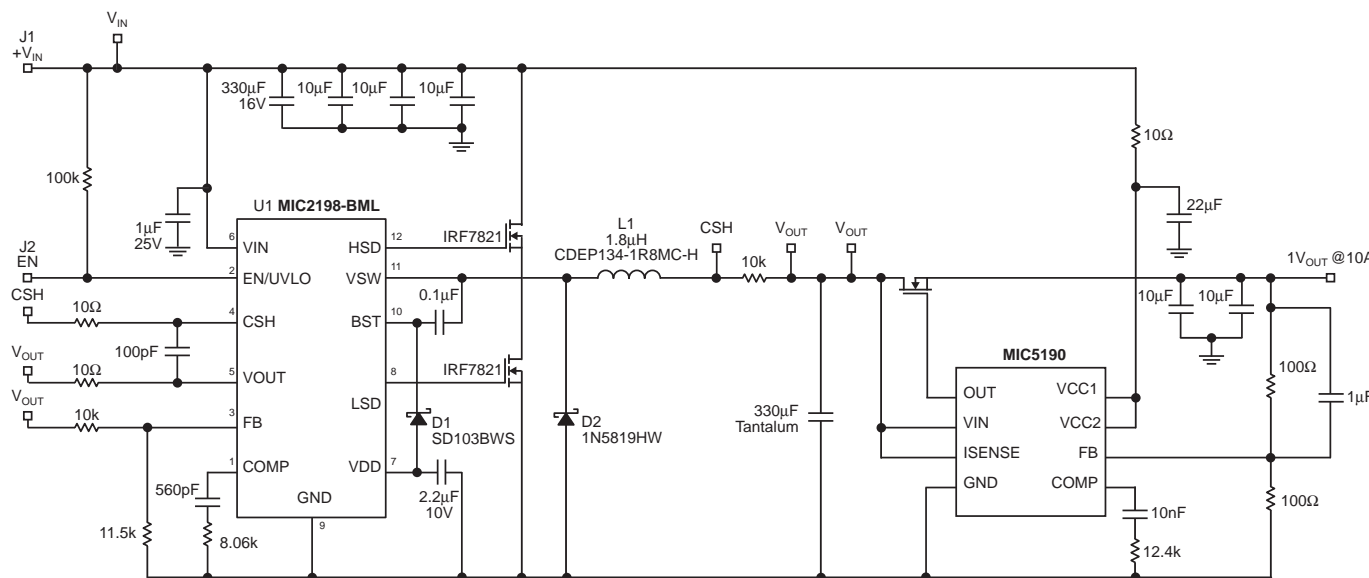 J1
+VIN
VIN
330µF
16V
10µF
10µF
10µF
10Ω
22µF
100k
1µF
25V
U1 MIC2198-BML
6
VIN
2
EN/UVLO
4
CSH
5
VOUT
3
FB
1
COMP
GND
9
HSD
12
VSW
11
BST
10
LSD
8
VDD
7
J2
EN
CSH
10Ω
100pF
VOUT
10Ω
VOUT
10k
11.5k
560pF
8.06k
IRF7821
0.1µF
IRF7821
D1
SD103BWS
2.2µF
10V
D2
1N5819HW
L1
1.8µH
CDEP134-1R8MC-H
CSH
10k
VOUT
VOUT
330µF
Tantalum
MIC5190
OUT
VIN
ISENSE
GND
VCC1
VCC2
FB
COMP
10nF
12.4k
10µF
10µF
1VOUT @10A
100Ω
1µF
100Ω